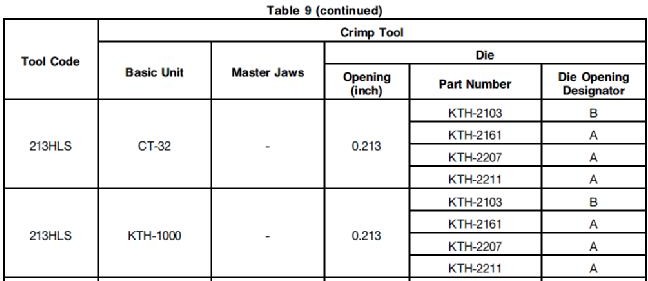 Table 9 (continued)
Tool Code
Crimp Tool
Basic Unit
Master Jaws
Die
Opening (inch)
Part Number
Die Opening Designator
213HLS
CT-32
-
0.213
KTH-2103 B
KTH-2161 A
KTH-2207 A
KTH-2211 A
213HLS
KTH-1000
-
0.213
KTH-2103 B
KTH-2161 A
KTH-2207 A
KTH-2211 A